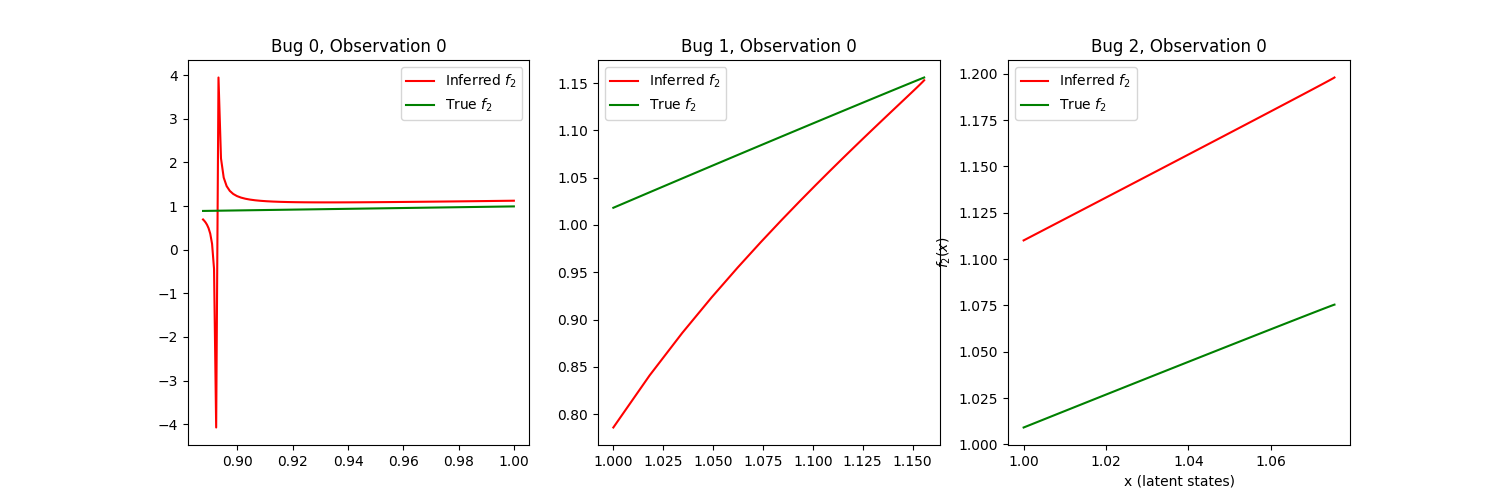 Bug 0, Observation 0
Inferred f₂
True f₂
4
3
2
1
0
−1
−2
−3
−4
0.90 0.92 0.94 0.96 0.98 1.00
Bug 1, Observation 0
Inferred f₂
True f₂
1.15
1.10
1.05
1.00
0.95
0.90
0.85
0.80
1.000 1.025 1.050 1.075 1.100 1.125 1.150
Bug 2, Observation 0
Inferred f₂
True f₂
f₂(x)
1.200
1.175
1.150
1.125
1.100
1.075
1.050
1.025
1.000
1.00 1.02 1.04 1.06
x (latent states)